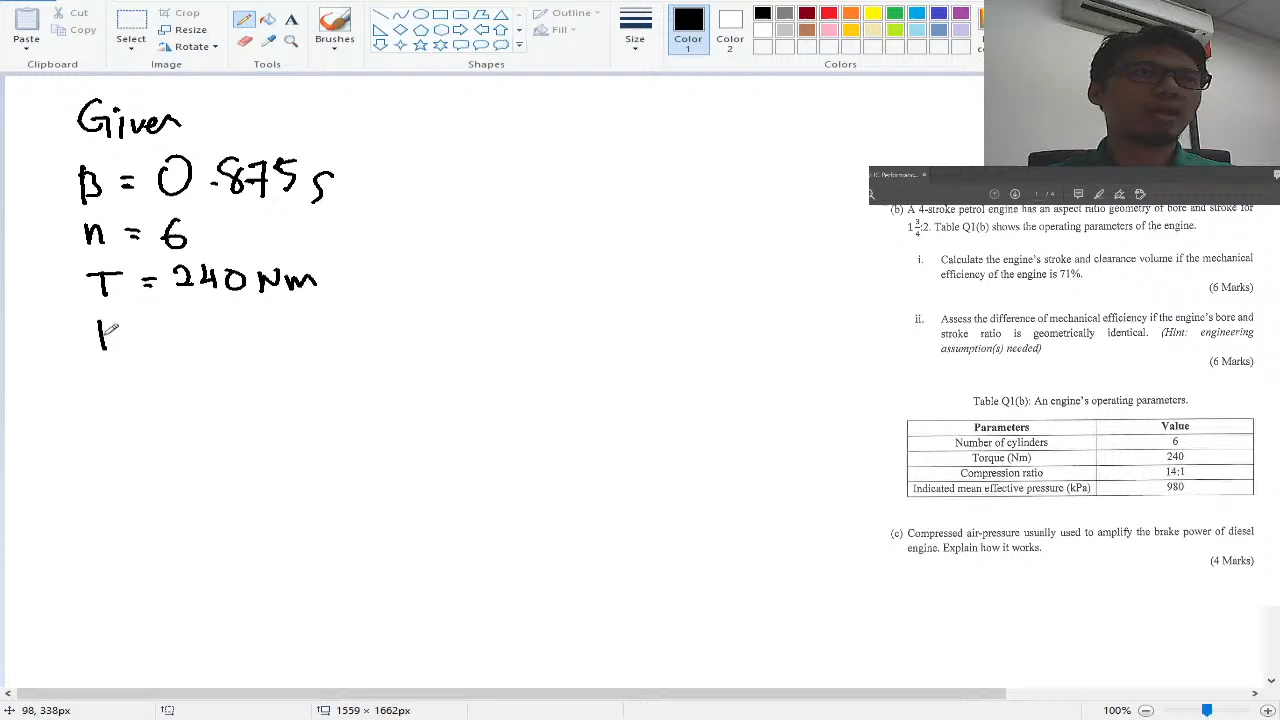 Cut
Copy
Paste
Clipboard
Crop
Resize
Rotate
Select
Image
Tools
Brushes
Outline
Fill
Shapes
Size
Color
1
Color
2
Colors
Given
B = 0.875 S
n = 6
T = 240 Nm
IC Performanc...
1 / 4
(b) A 4-stroke petrol engine has an aspect ratio geometry of bore and stroke for
1 3/4:2. Table Q1(b) shows the operating parameters of the engine.
i. Calculate the engine's stroke and clearance volume if the mechanical
efficiency of the engine is 71%.
(6 Marks)
ii. Assess the difference of mechanical efficiency if the engine's bore and
stroke ratio is geometrically identical. (Hint: engineering
assumption(s) needed)
(6 Marks)
Table Q1(b): An engine's operating parameters.
Parameters Value
Number of cylinders 6
Torque (Nm) 240
Compression ratio 14:1
Indicated mean effective pressure (kPa) 980
(c) Compressed air-pressure usually used to amplify the brake power of diesel
engine. Explain how it works.
(4 Marks)
98, 338px
1559 × 1662px
100%